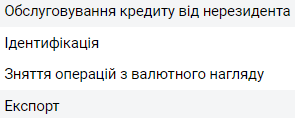 Обслуговування кредиту від нерезидента
Ідентифікація
Зняття операцій з валютного нагляду
Експорт